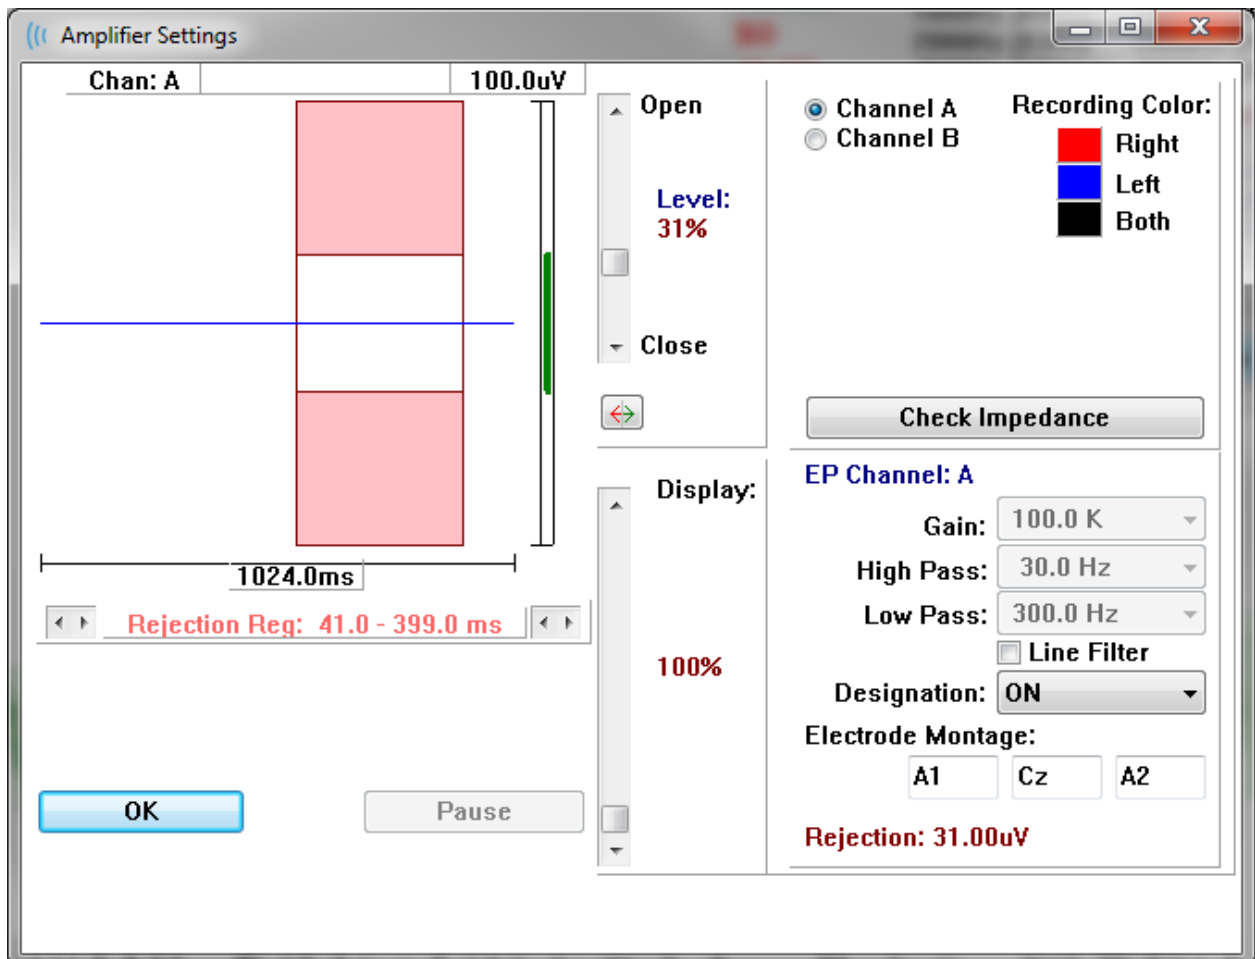 Amplifier Settings
Chan: A
100.0uV
1024.0ms
Rejection Reg: 41.0 - 399.0 ms
OK
Pause
Open
Level:
31%
Close
Display:
100%
Channel A
Channel B
Recording Color:
Right
Left
Both
Check Impedance
EP Channel: A
Gain: 100.0 K
High Pass: 30.0 Hz
Low Pass: 300.0 Hz
Line Filter
Designation: ON
Electrode Montage:
A1 Cz A2
Rejection: 31.00uV